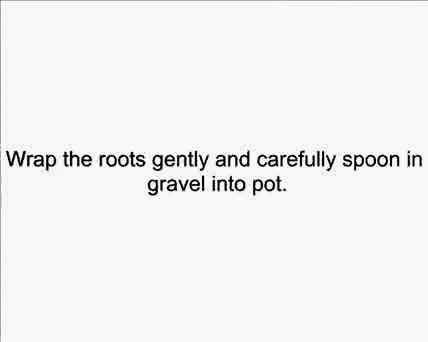 Wrap the roots gently and carefully spoon in
gravel into pot.